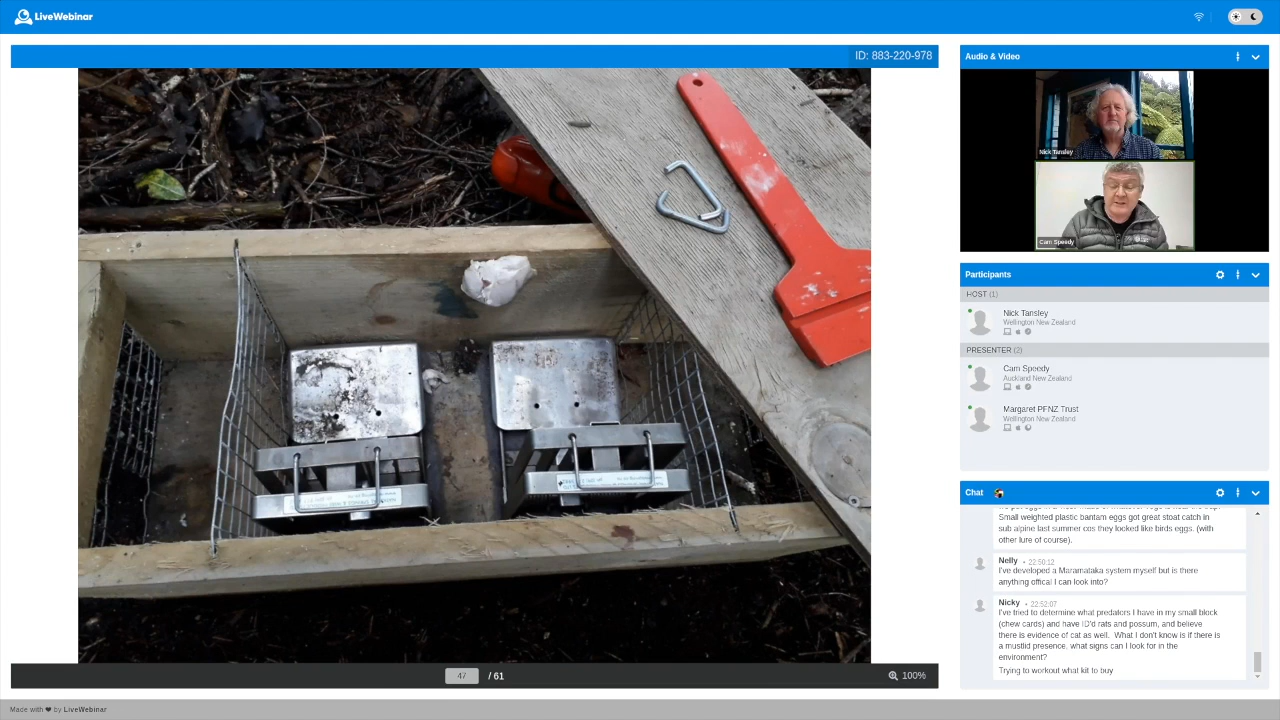 LiveWebinar
ID: 883-220-978
47 / 61
100%
Audio & Video
Nick Tansley
Cam Speedy
Participants
HOST (1)
Nick Tansley
Wellington New Zealand
PRESENTER (2)
Cam Speedy
Auckland New Zealand
Margaret PFNZ Trust
Wellington New Zealand
Chat
Small weighted plastic bantam eggs got great stoat catch in
sub alpine last summer cos they looked like birds eggs. (with
other lure of course).
Nelly • 22:50:12
I've developed a Maramataka system myself but is there
anything offical I can look into?
Nicky • 22:52:07
I've tried to determine what predators I have in my small block
(chew cards) and have ID'd rats and possum, and believe
there is evidence of cat as well. What I don't know is if there is
a mustlid presence, what signs can I look for in the
environment?
Trying to workout what kit to buy
Made with ❤ by LiveWebinar